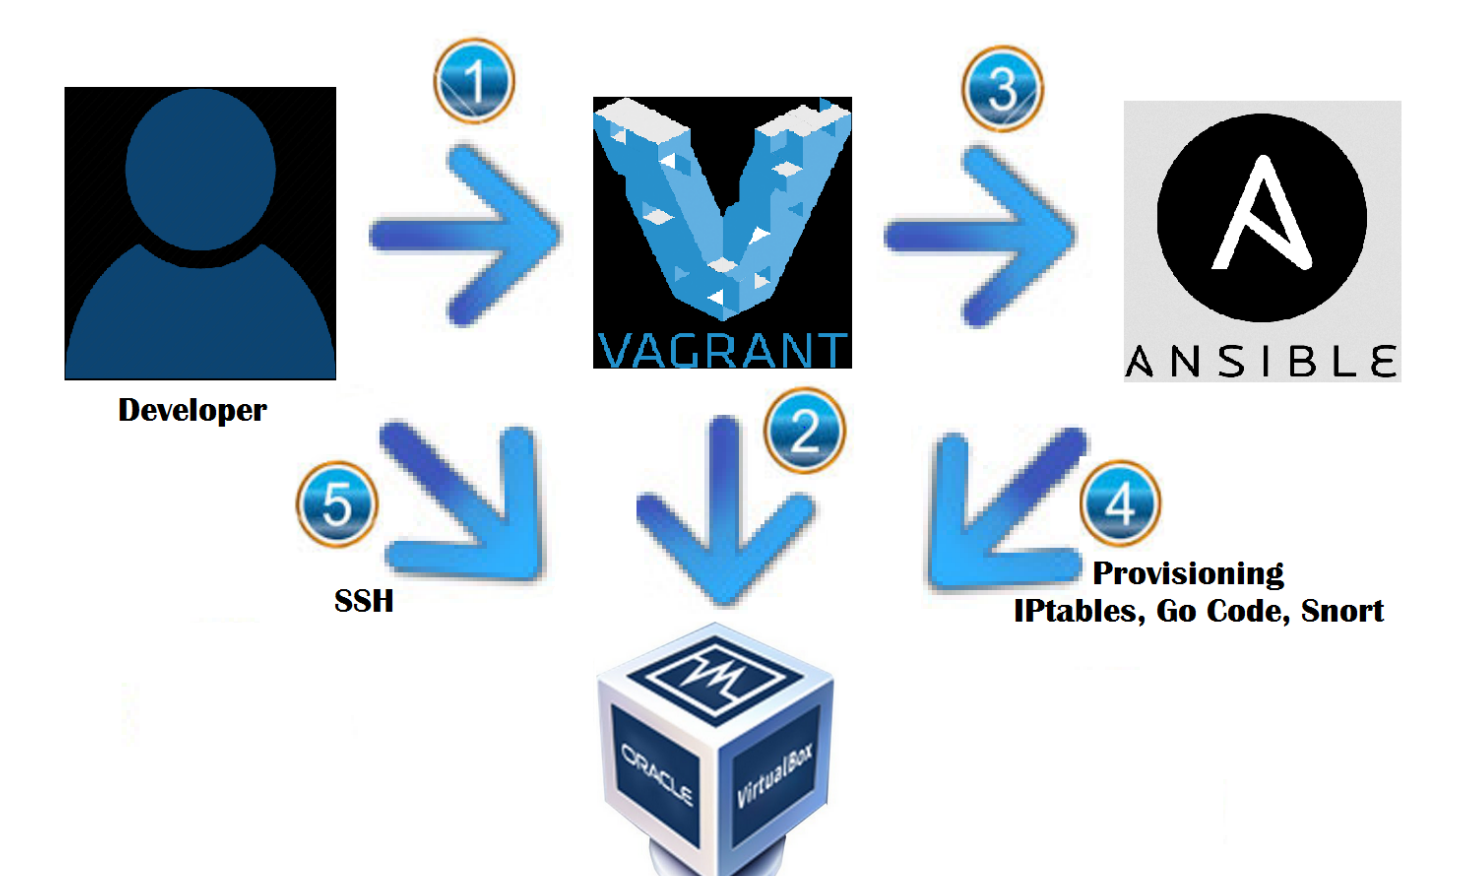 1
3
VAGRANT
ANSIBLE
Developer
2
5
4
SSH
Provisioning
IPtables, Go Code, Snort
ORACLE
VirtualBox